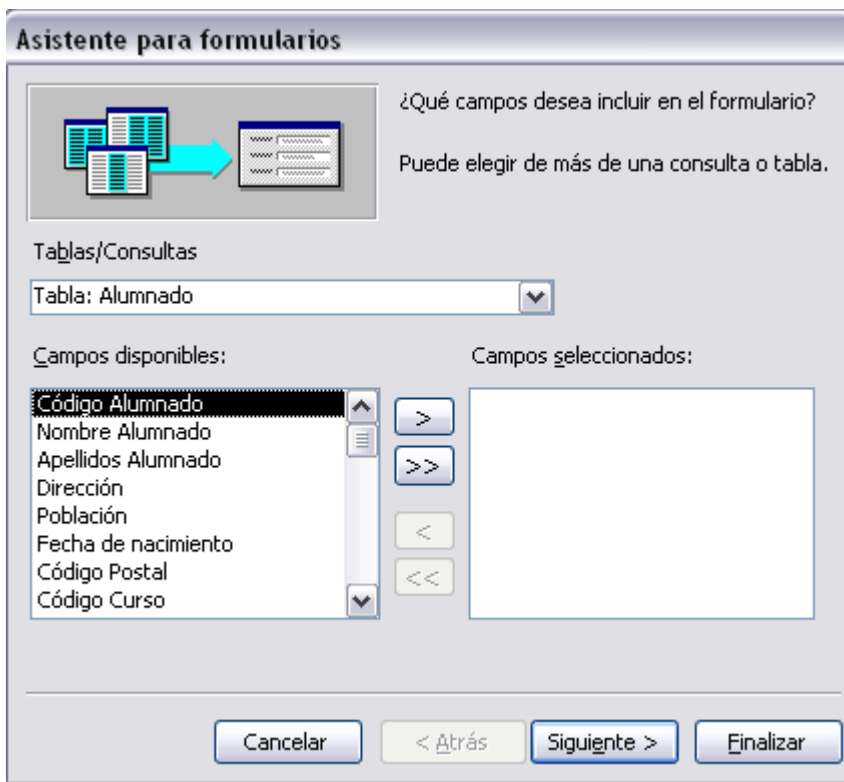 Asistente para formularios
¿Qué campos desea incluir en el formulario?
Puede elegir de más de una consulta o tabla.
Tablas/Consultas
Tabla: Alumnado
Campos disponibles:
Campos seleccionados:
Código Alumnado
Nombre Alumnado
Apellidos Alumnado
Dirección
Población
Fecha de nacimiento
Código Postal
Código Curso
>
>>
<
<<
Cancelar
< Atrás
Siguiente >
Finalizar